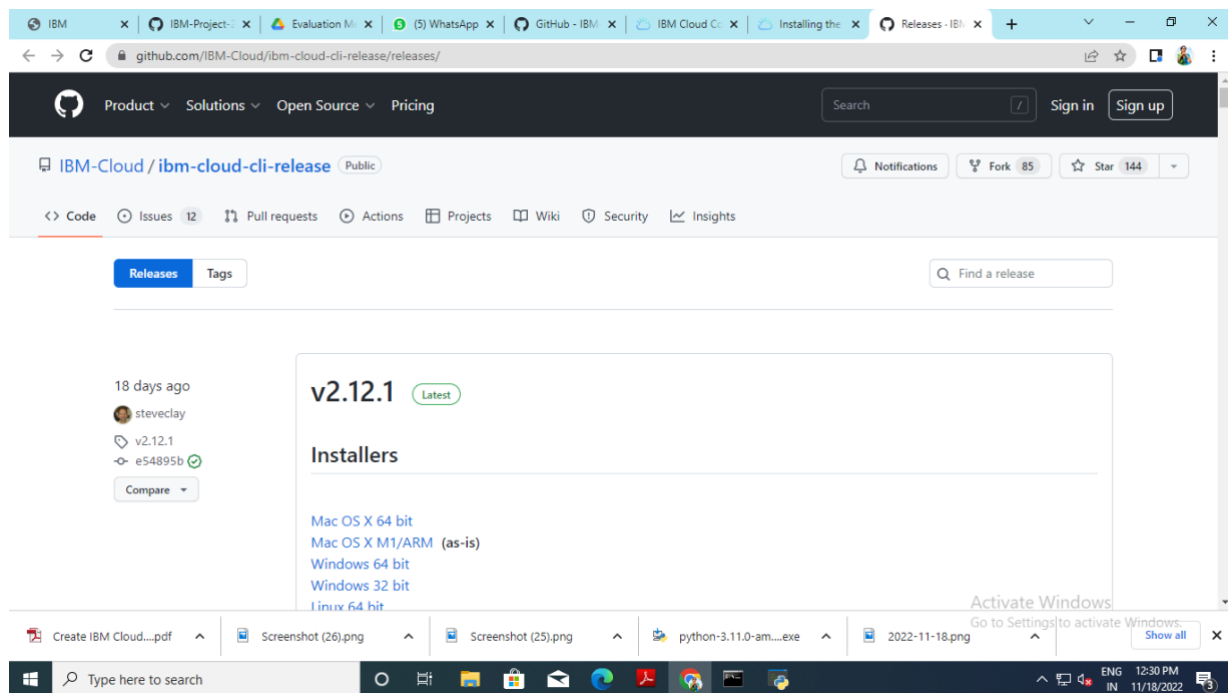 IBM
IBM-Project-2
Evaluation Me
(5) WhatsApp
GitHub - IBM
IBM Cloud Co
Installing the
Releases · IBM
github.com/IBM-Cloud/ibm-cloud-cli-release/releases/
Product Solutions Open Source Pricing
Search /
Sign in Sign up
IBM-Cloud / ibm-cloud-cli-release Public
Notifications Fork 85 Star 144
<> Code Issues 12 Pull requests Actions Projects Wiki Security Insights
Releases Tags
Find a release
18 days ago
steveclay
v2.12.1
e54895b
Compare
v2.12.1 Latest
Installers
Mac OS X 64 bit
Mac OS X M1/ARM (as-is)
Windows 64 bit
Windows 32 bit
Linux 64 bit
Activate Windows
Go to Settings to activate Windows.
Create IBM Cloud....pdf
Screenshot (26).png
Screenshot (25).png
python-3.11.0-am....exe
2022-11-18.png
Show all
Type here to search
ENG 12:30 PM
IN 11/18/2022
3